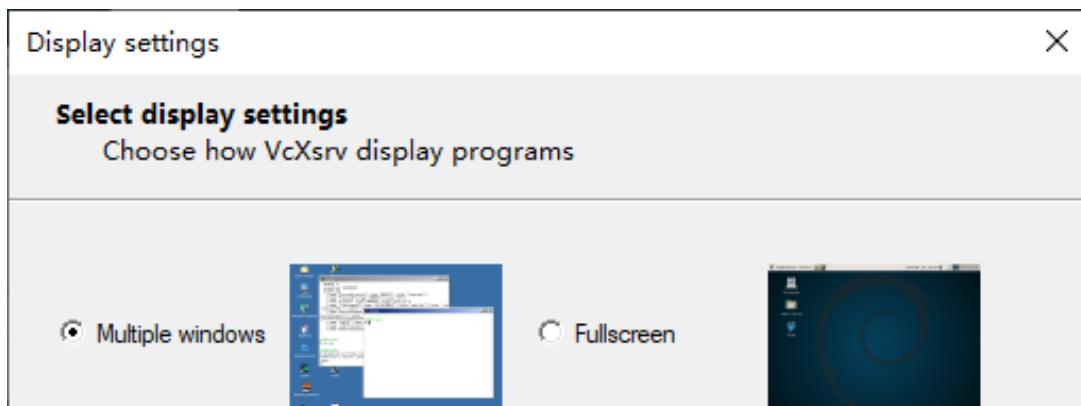 Display settings
Select display settings
Choose how VcXsrv display programs
Multiple windows
Fullscreen